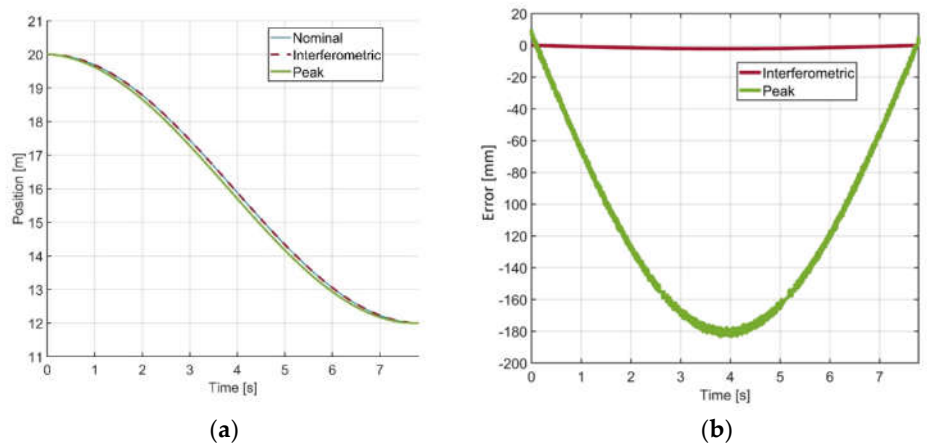 21
20
19
18
17
16
15
14
13
12
11
Position [m]
0 1 2 3 4 5 6 7
Time [s]
Nominal
Interferometric
Peak
(a)
20
0
-20
-40
-60
-80
-100
120
-140
-160
-180
-200
Error [mm]
0 1 2 3 4 5 6 7
Time [s]
Interferometric
Peak
(b)